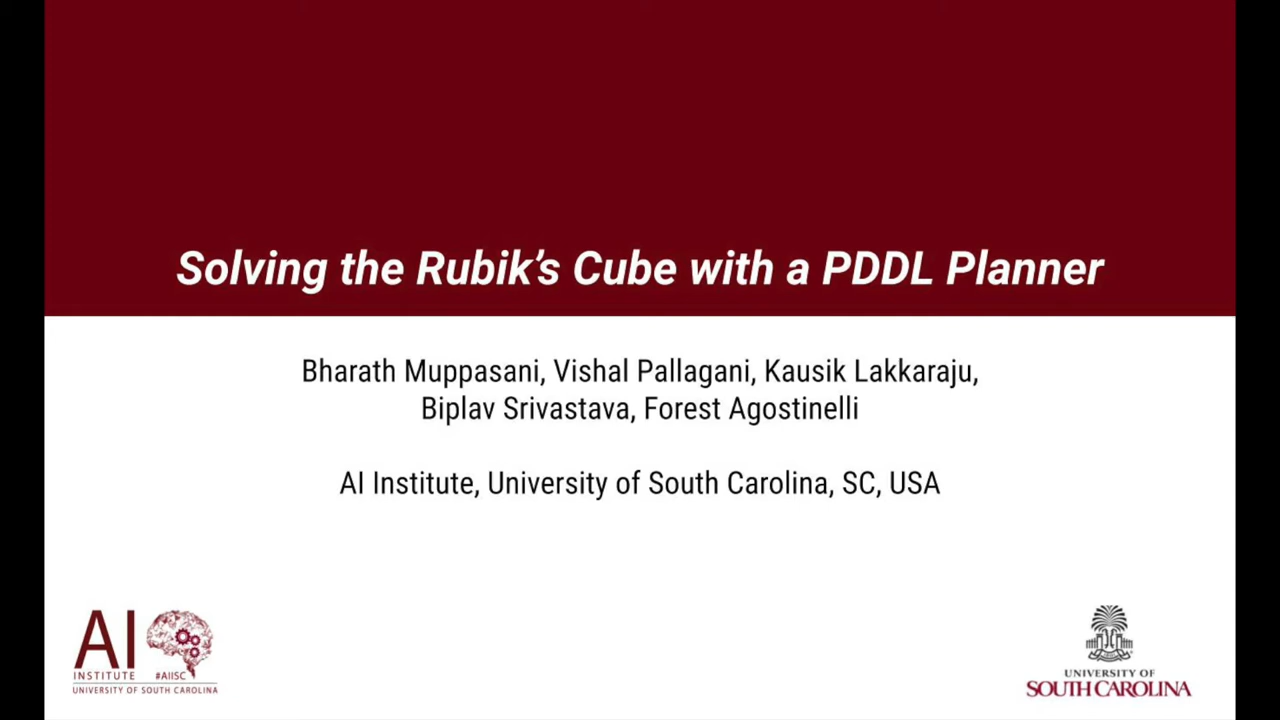 Solving the Rubik's Cube with a PDDL Planner
Bharath Muppasani, Vishal Pallagani, Kausik Lakkaraju,
Biplav Srivastava, Forest Agostinelli
AI Institute, University of South Carolina, SC, USA
AI
INSTITUTE #AIISC
UNIVERSITY OF SOUTH CAROLINA
UNIVERSITY OF
SOUTH CAROLINA